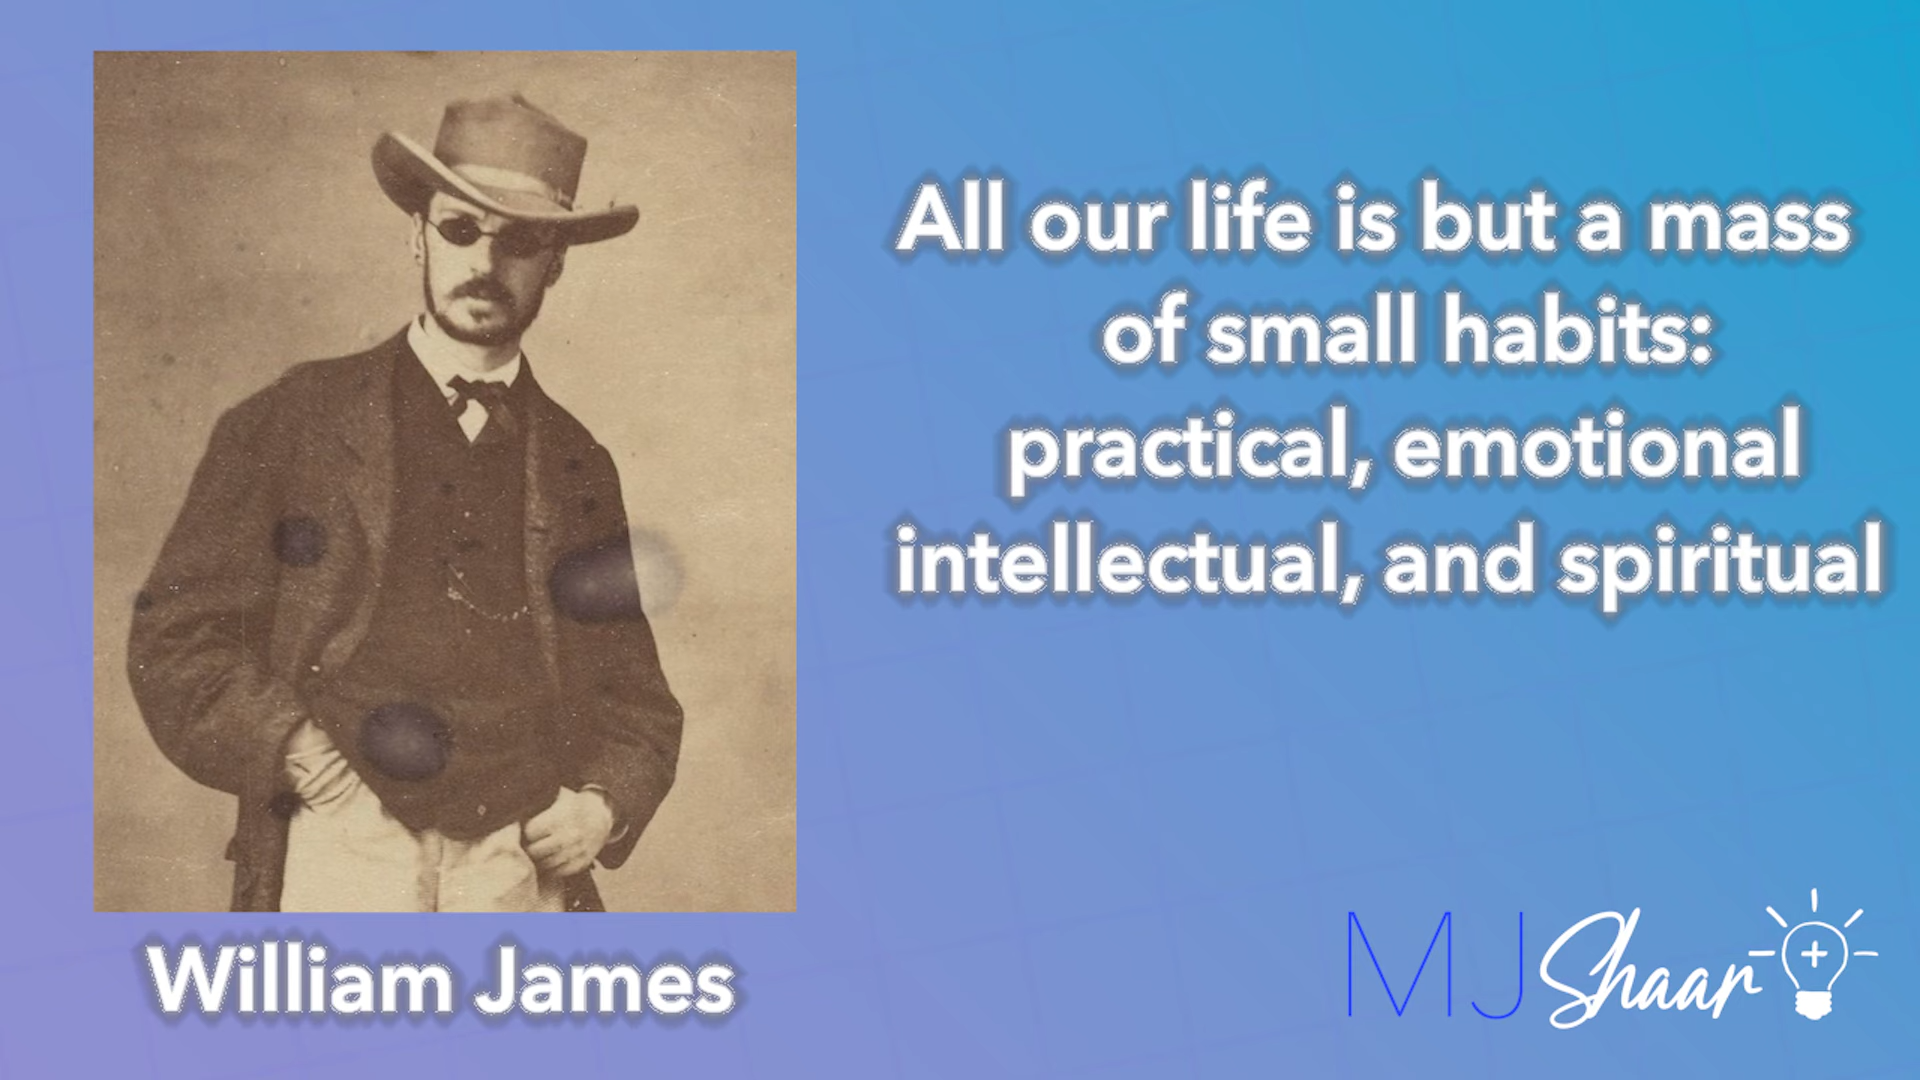 All our life is but a mass
of small habits:
practical, emotional
intellectual, and spiritual
William James
MJ Shaar